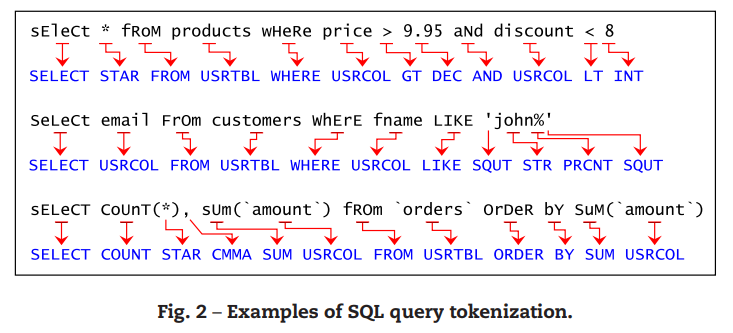 sElеCt * fRoM products wHeRe price > 9.95 aNd discount < 8
SELECT STAR FROM USRTBL WHERE USRCOL GT DEC AND USRCOL LT INT
SeLeCt email FrOm customers WhErE fname LIKE 'john%'
SELECT USRCOL FROM USRTBL WHERE USRCOL LIKE SQUT STR PRCNT SQUT
sELeCT CoUnT(*), sUm(`amount`) fROm `orders` OrDeR bY SuM(`amount`)
SELECT COUNT STAR CMMA SUM USRCOL FROM USRTBL ORDER BY SUM USRCOL
Fig. 2 – Examples of SQL query tokenization.